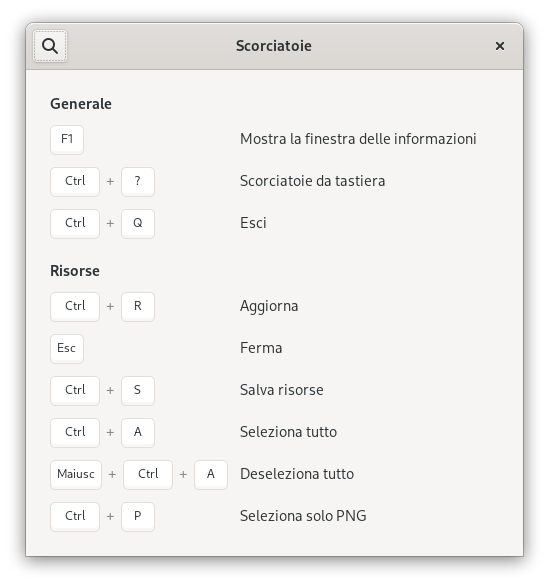 Scorciatoie
Generale
F1 Mostra la finestra delle informazioni
Ctrl + ? Scorciatoie da tastiera
Ctrl + Q Esci
Risorse
Ctrl + R Aggiorna
Esc Ferma
Ctrl + S Salva risorse
Ctrl + A Seleziona tutto
Maiusc + Ctrl + A Deseleziona tutto
Ctrl + P Seleziona solo PNG